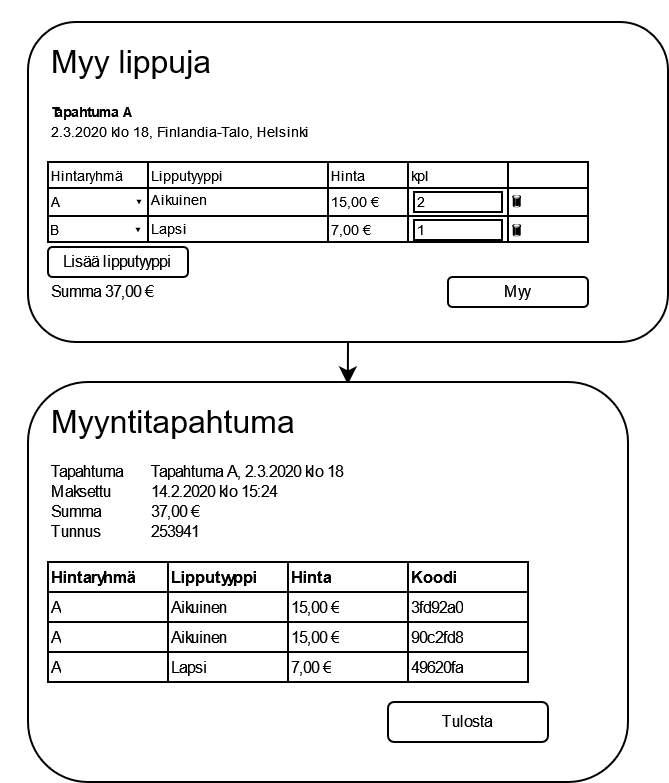 Myy lippuja
Tapahtuma A
2.3.2020 klo 18, Finlandia-Talo, Helsinki
Hintaryhmä Lipputyyppi Hinta kpl
A Aikuinen 15,00 € 2
B Lapsi 7,00 € 1
Lisää lipputyyppi
Summa 37,00 € Myy
Myyntitapahtuma
Tapahtuma Tapahtuma A, 2.3.2020 klo 18
Maksettu 14.2.2020 klo 15:24
Summa 37,00 €
Tunnus 253941
Hintaryhmä Lipputyyppi Hinta Koodi
A Aikuinen 15,00 € 3fd92a0
A Aikuinen 15,00 € 90c2fd8
A Lapsi 7,00 € 49620fa
Tulosta